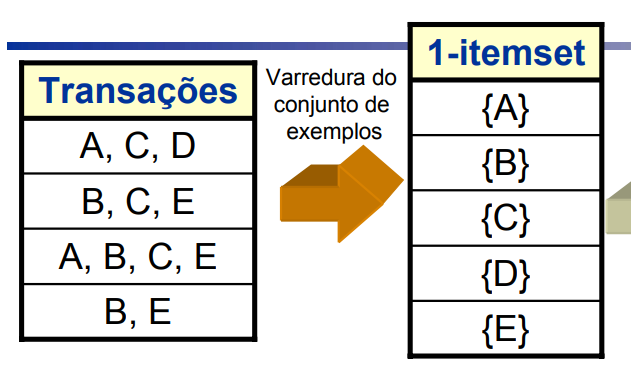 Transações
A, C, D
B, C, E
A, B, C, E
B, E
Varredura do
conjunto de
exemplos
1-itemset
{A}
{B}
{C}
{D}
{E}